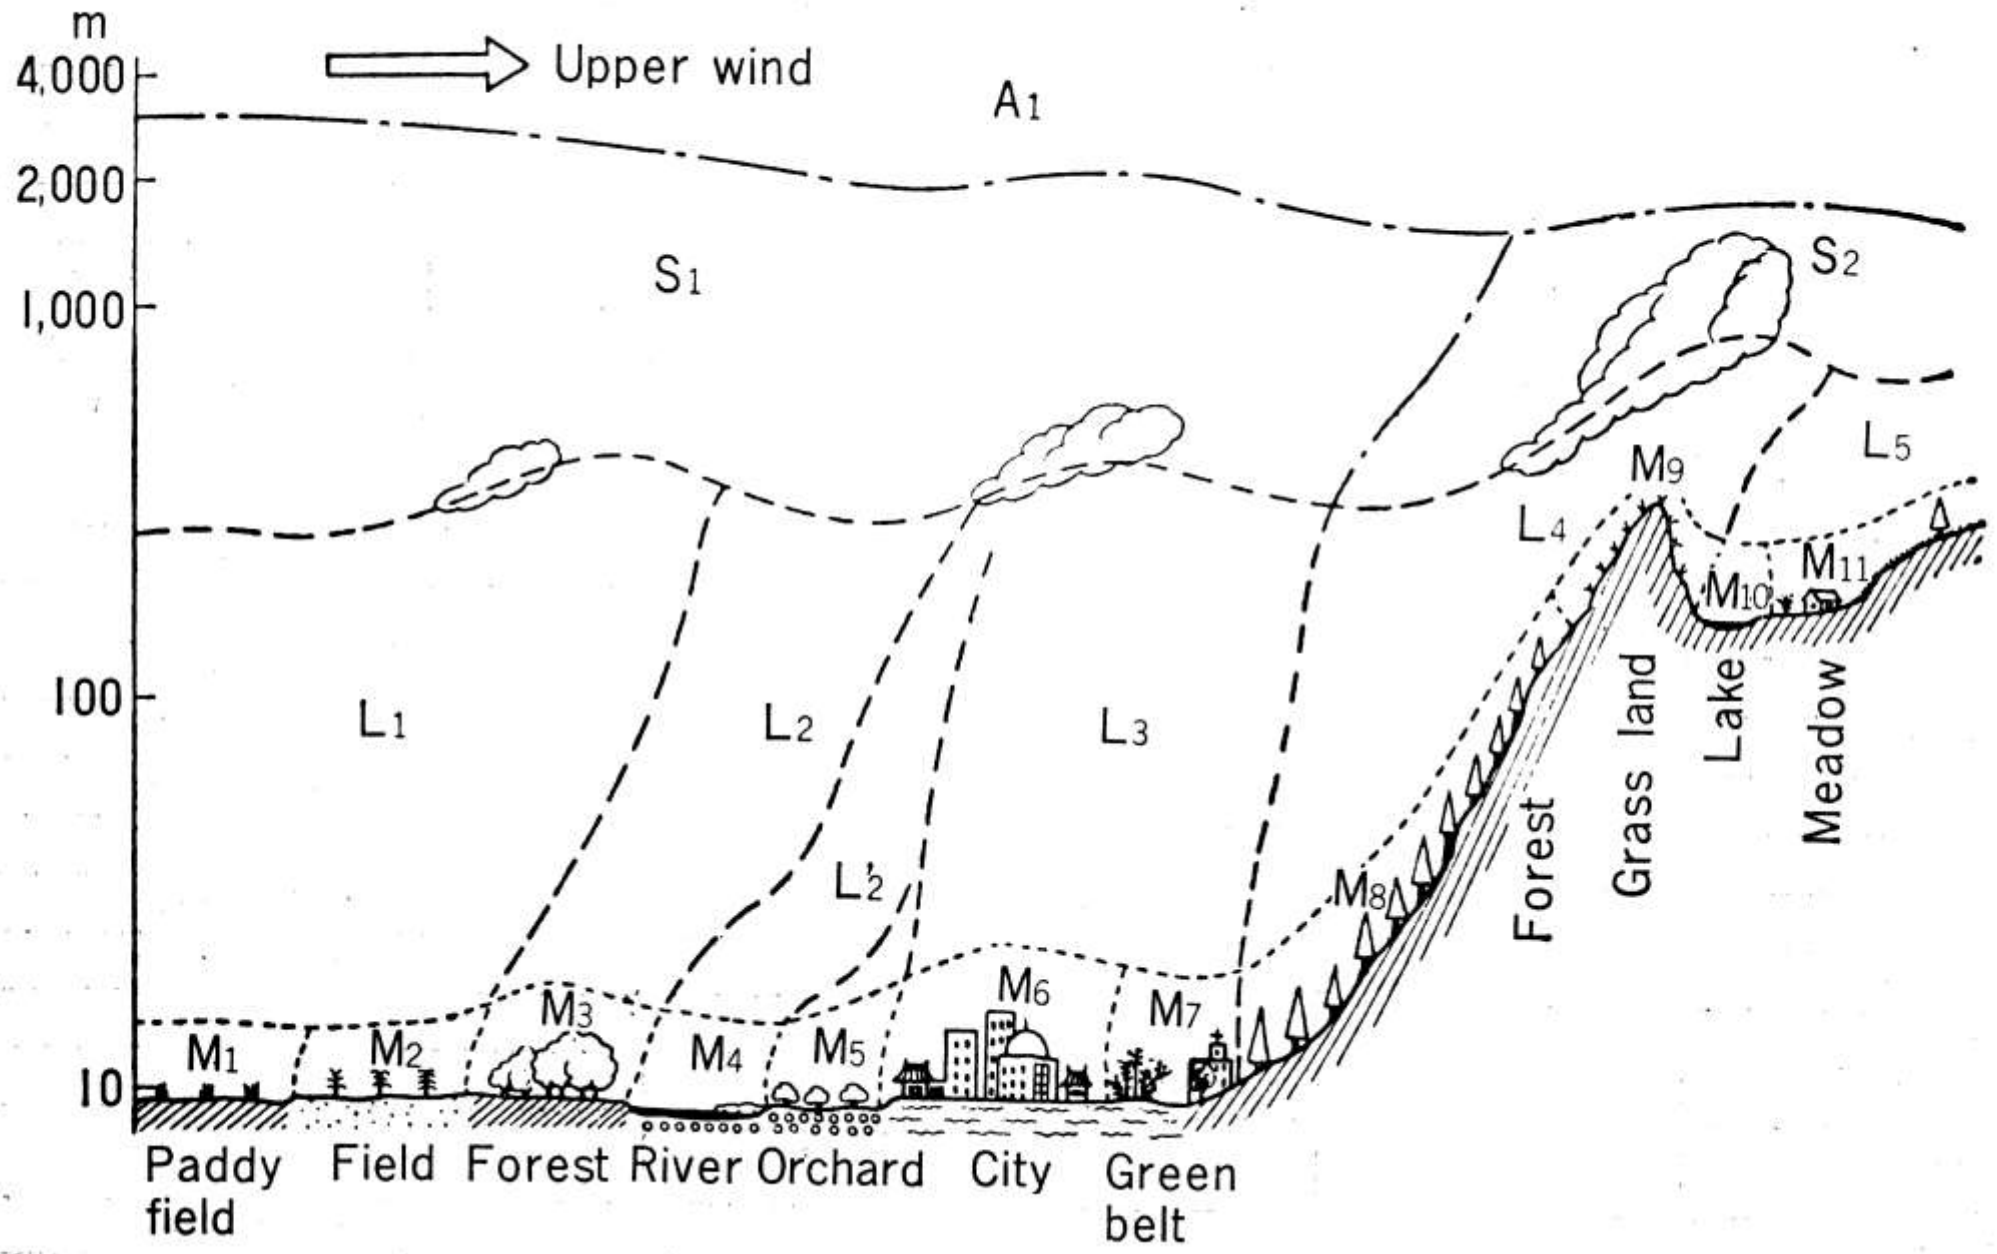 m
4,000
Upper wind
A1
2,000
S1
S2
1,000
L5
M9
L4
M11
M10
100
L1
L2
L3
L'2
M8
Forest
Grass land
Lake
Meadow
M6
M3
M7
M1
M2
M4
M5
10
Paddy
field
Field
Forest
River
Orchard
City
Green
belt